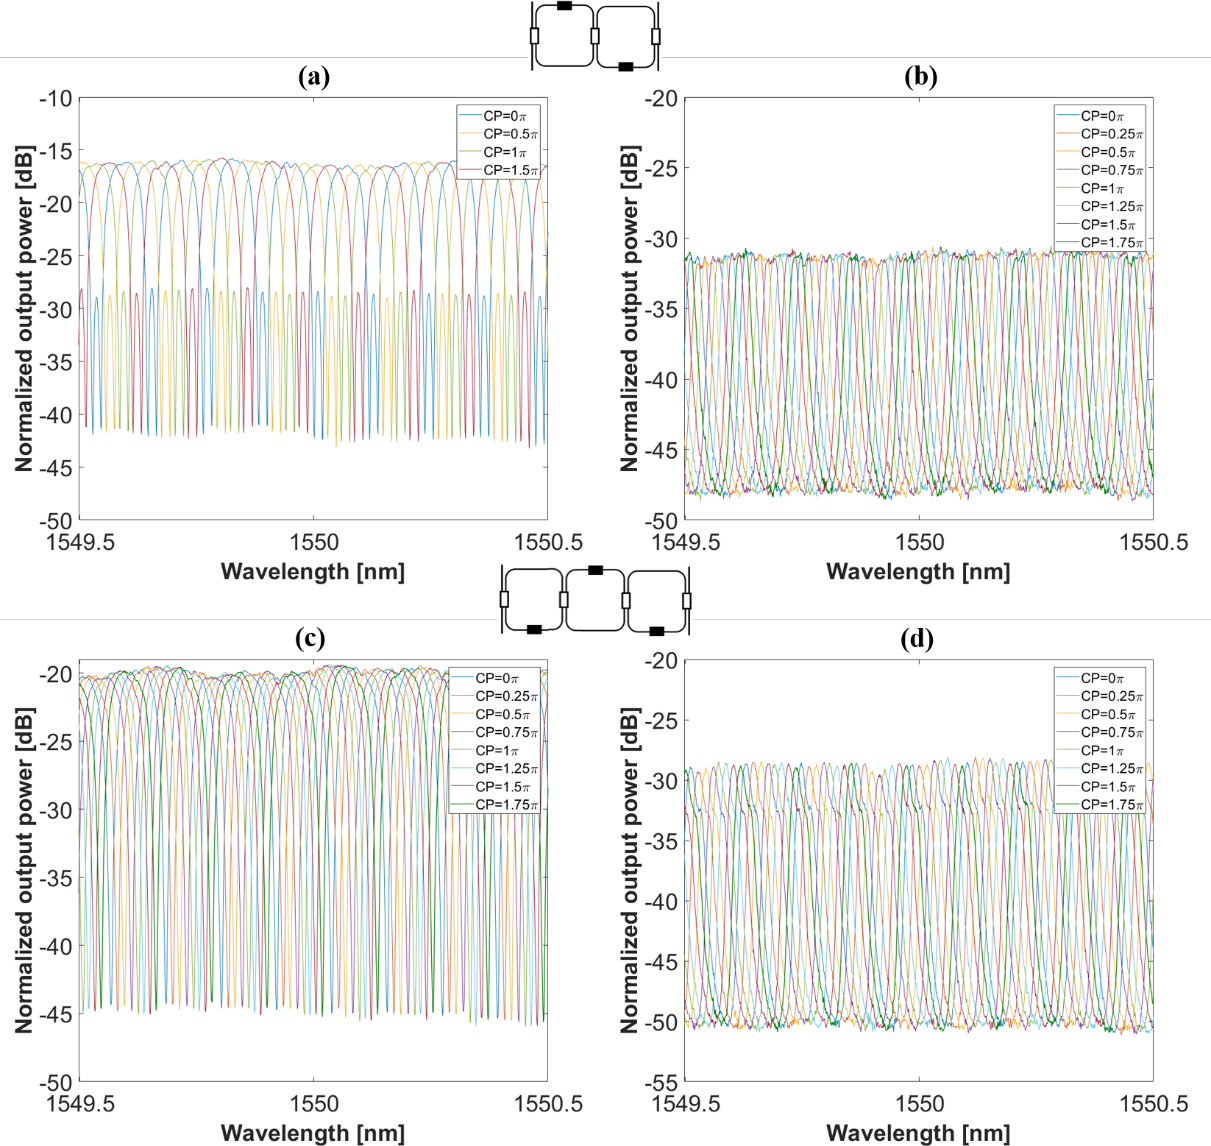 (a)
Normalized output power [dB]
-10
-15
-20
-25
-30
-35
-40
-45
-50
CP=0π
CP=0.5π
CP=1π
CP=1.5π
1549.5
1550
1550.5
Wavelength [nm]
(b)
Normalized output power [dB]
-20
-25
-30
-35
-40
-45
-50
CP=0π
CP=0.25π
CP=0.5π
CP=0.75π
CP=1π
CP=1.25π
CP=1.5π
CP=1.75π
1549.5
1550
1550.5
Wavelength [nm]
(c)
Normalized output power [dB]
-20
-25
-30
-35
-40
-45
-50
CP=0π
CP=0.25π
CP=0.5π
CP=0.75π
CP=1π
CP=1.25π
CP=1.5π
CP=1.75π
1549.5
1550
1550.5
Wavelength [nm]
(d)
Normalized output power [dB]
-20
-25
-30
-35
-40
-45
-50
-55
CP=0π
CP=0.25π
CP=0.5π
CP=0.75π
CP=1π
CP=1.25π
CP=1.5π
CP=1.75π
1549.5
1550
1550.5
Wavelength [nm]